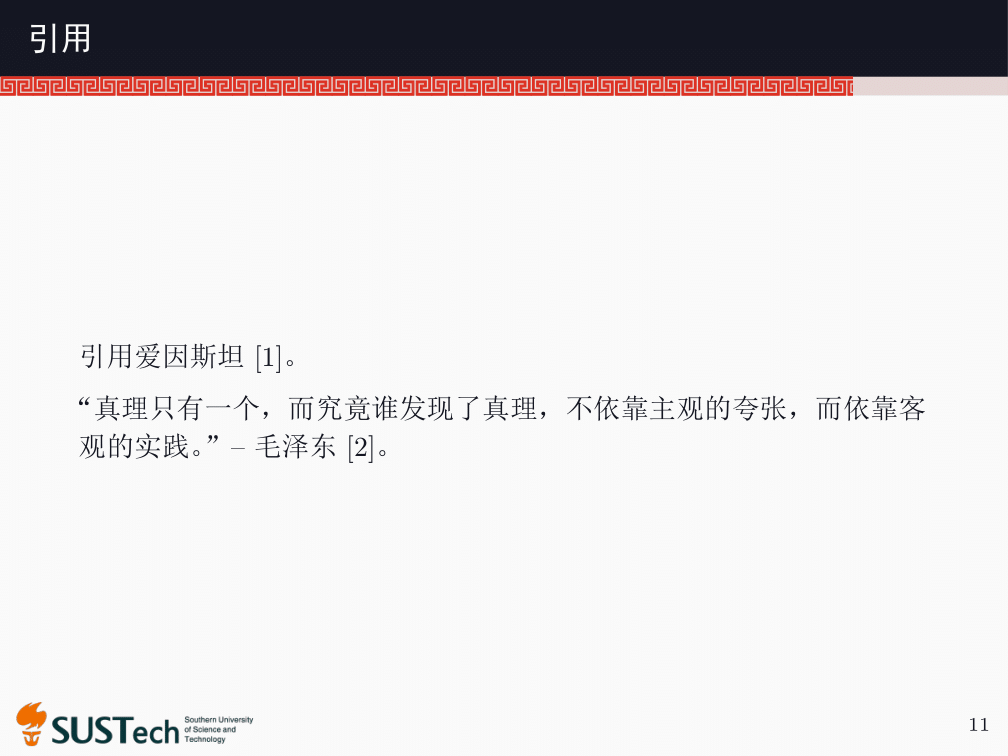 引用
引用爱因斯坦 [1]。
“真理只有一个，而究竟谁发现了真理，不依靠主观的夸张，而依靠客
观的实践。” – 毛泽东 [2]。
SUSTech
Southern University
of Science and
Technology
11